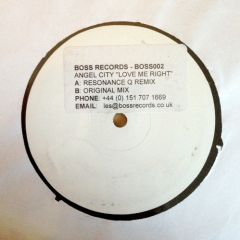 BOSS RECORDS - BOSS002
ANGEL CITY "LOVE ME RIGHT"
A: RESONANCE Q REMIX
B: ORIGINAL MIX
PHONE: +44 (0) 151 707 1669
EMAIL: les@bossrecords.co.uk